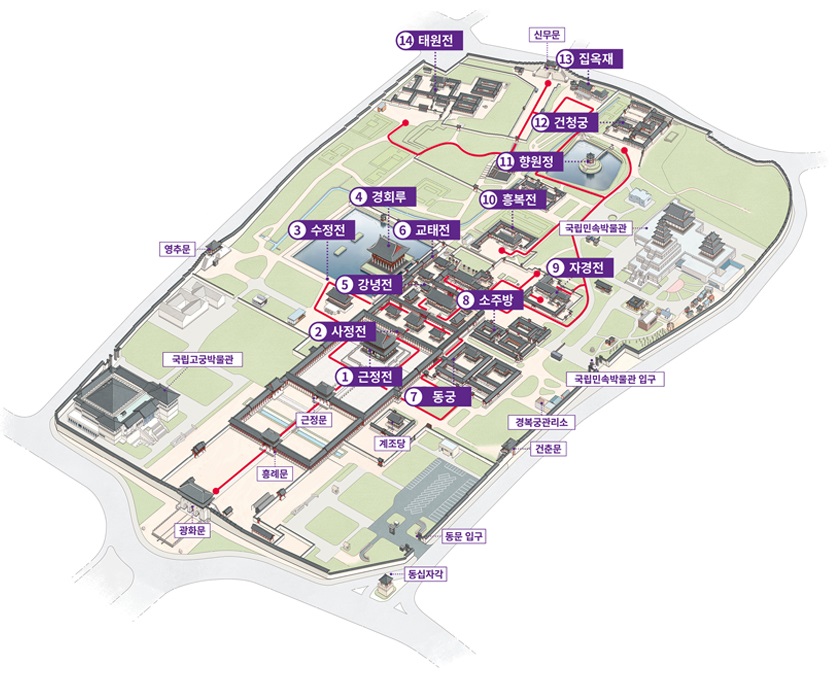 신무문
14 태원전
13 집옥재
12 건청궁
11 향원정
4 경회루
10 흥복전
3 수정전
6 교태전
국립민속박물관
영추문
9 자경전
5 강녕전
8 소주방
2 사정전
국립고궁박물관
1 근정전
국립민속박물관 입구
7 동궁
근정문
경복궁관리소
계조당
건춘문
흥례문
광화문
동문 입구
동십자각